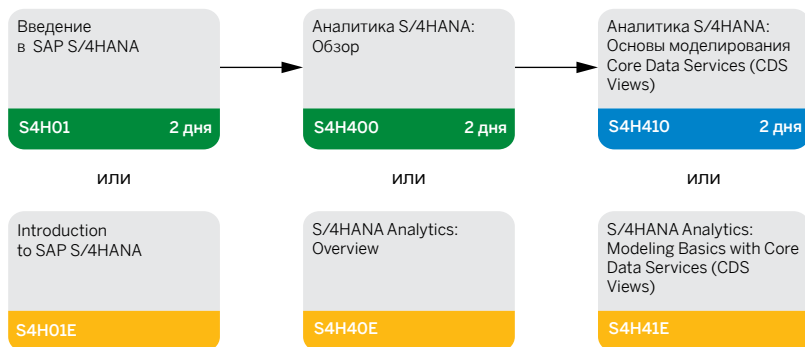 Введение
в SAP S/4HANA
S4H01 2 дня
Аналитика S/4HANA:
Обзор
S4H400 2 дня
Аналитика S/4HANA:
Основы моделирования
Core Data Services (CDS
Views)
S4H410 2 дня
или
или
или
Introduction
to SAP S/4HANA
S4H01E
S/4HANA Analytics:
Overview
S4H40E
S/4HANA Analytics:
Modeling Basics with Core
Data Services (CDS
Views)
S4H41E